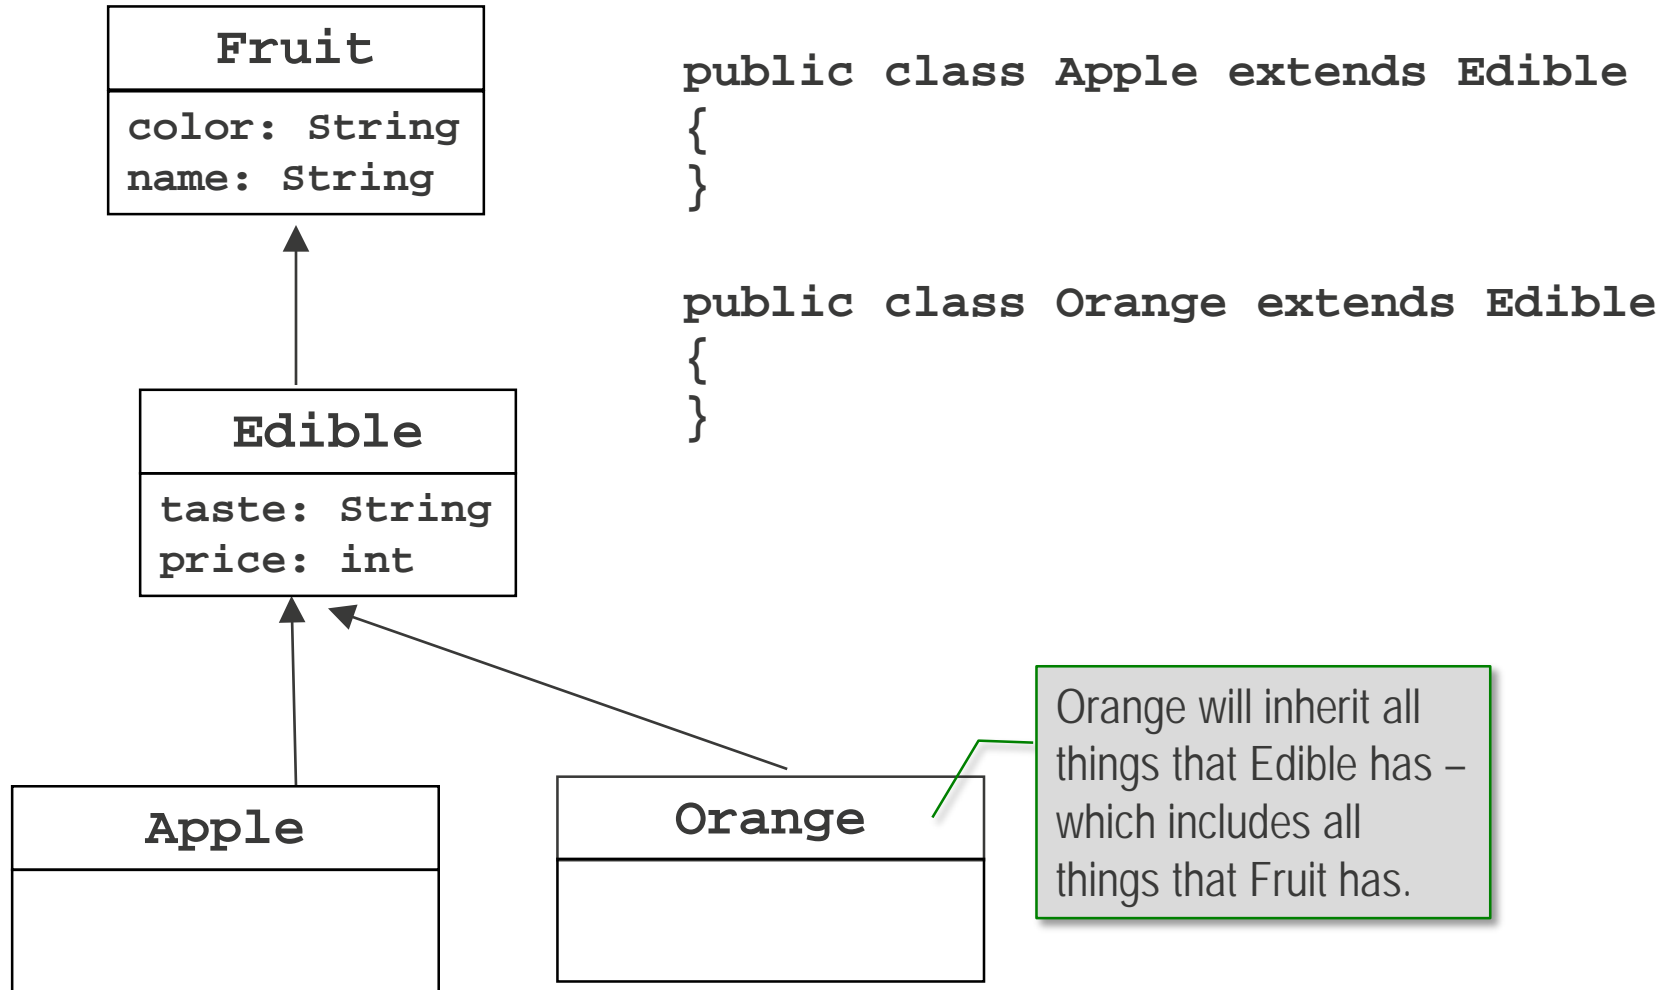 Fruit
color: String
name: String
public class Apple extends Edible
{
}
public class Orange extends Edible
{
}
Edible
taste: String
price: int
Apple
Orange
Orange will inherit all
things that Edible has –
which includes all
things that Fruit has.